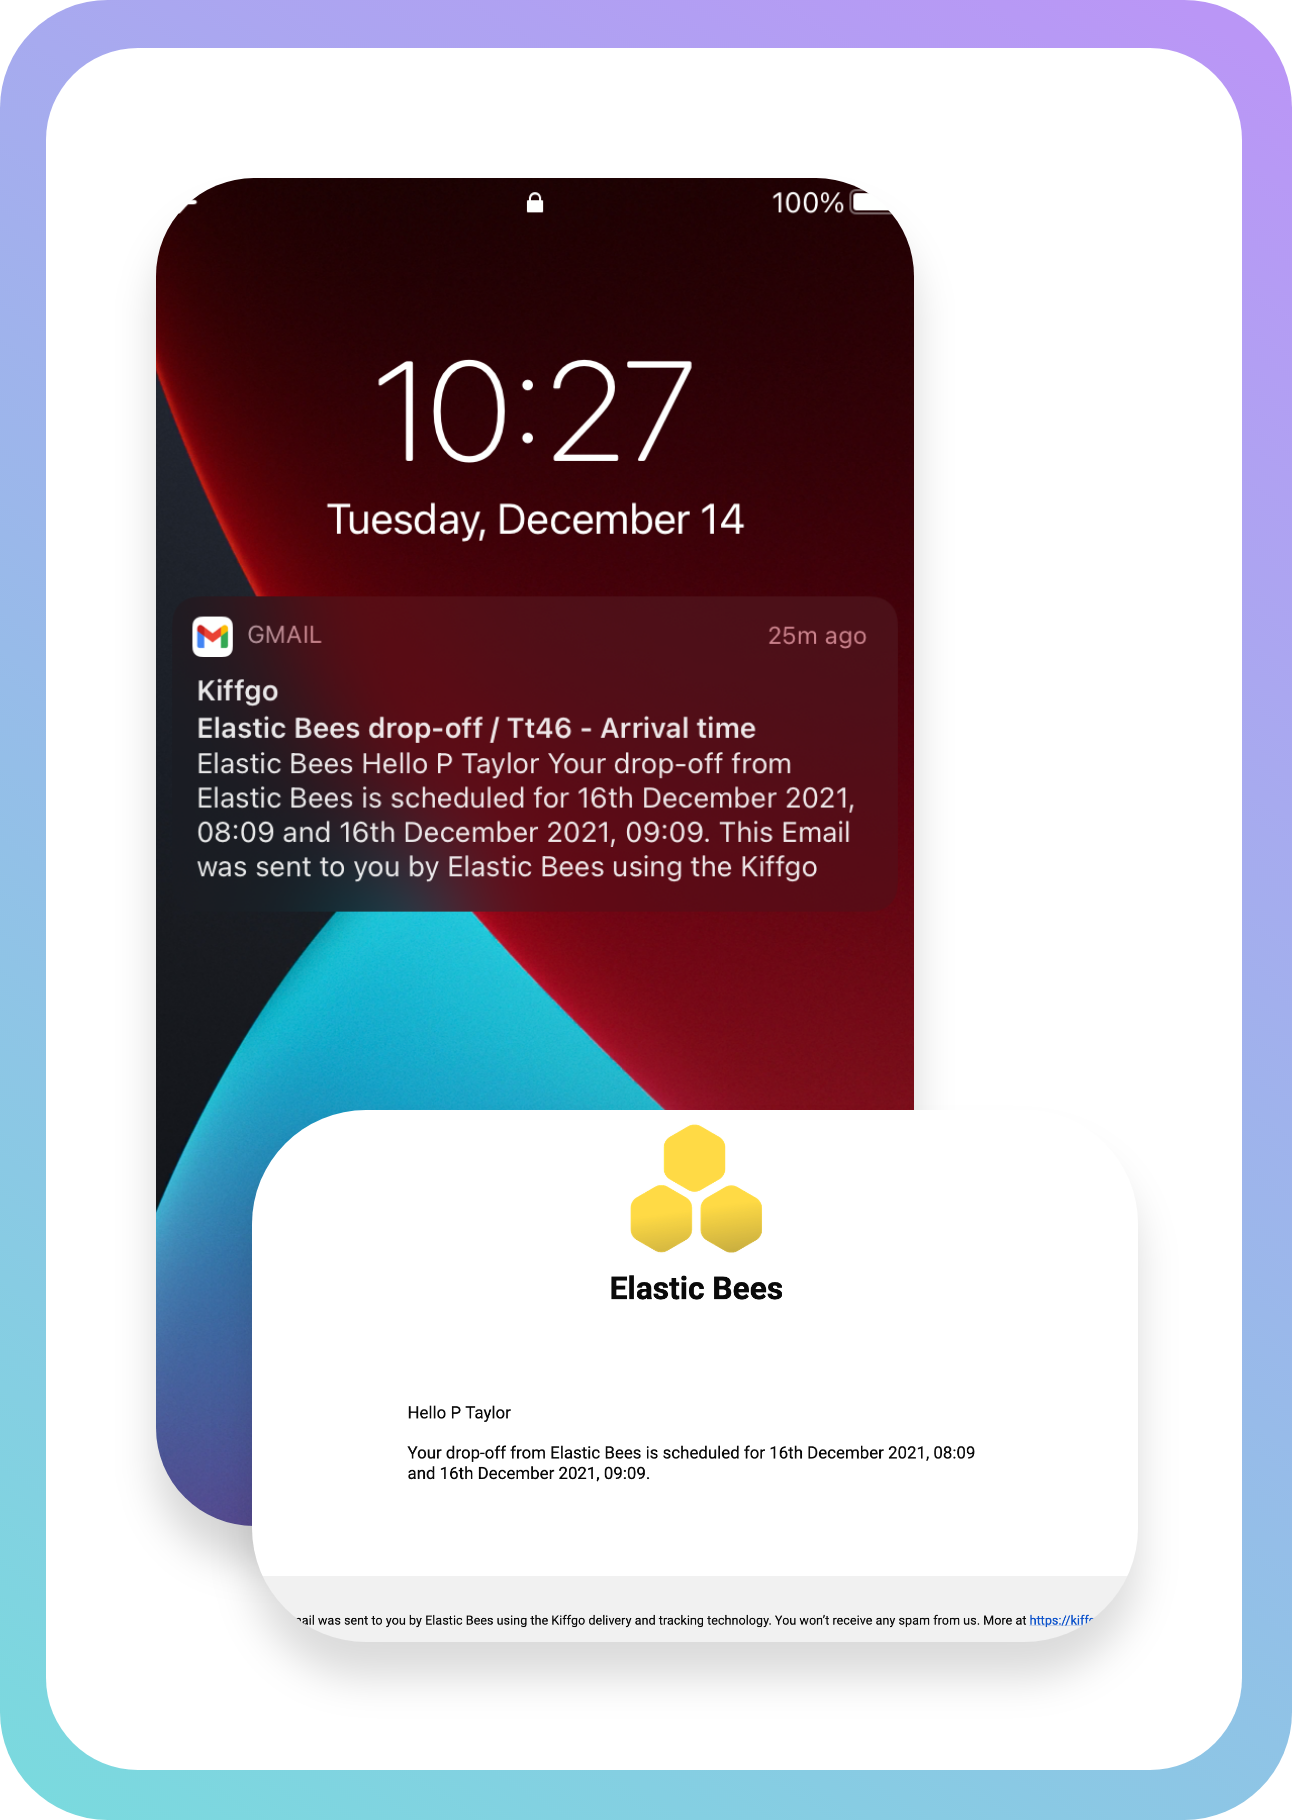 100%
10:27
Tuesday, December 14
GMAIL 25m ago
Kiffgo
Elastic Bees drop-off / Tt46 - Arrival time
Elastic Bees Hello P Taylor Your drop-off from
Elastic Bees is scheduled for 16th December 2021,
08:09 and 16th December 2021, 09:09. This Email
was sent to you by Elastic Bees using the Kiffgo
Elastic Bees
Hello P Taylor
Your drop-off from Elastic Bees is scheduled for 16th December 2021, 08:09
and 16th December 2021, 09:09.
was sent to you by Elastic Bees using the Kiffgo delivery and tracking technology. You won't receive any spam from us. More at